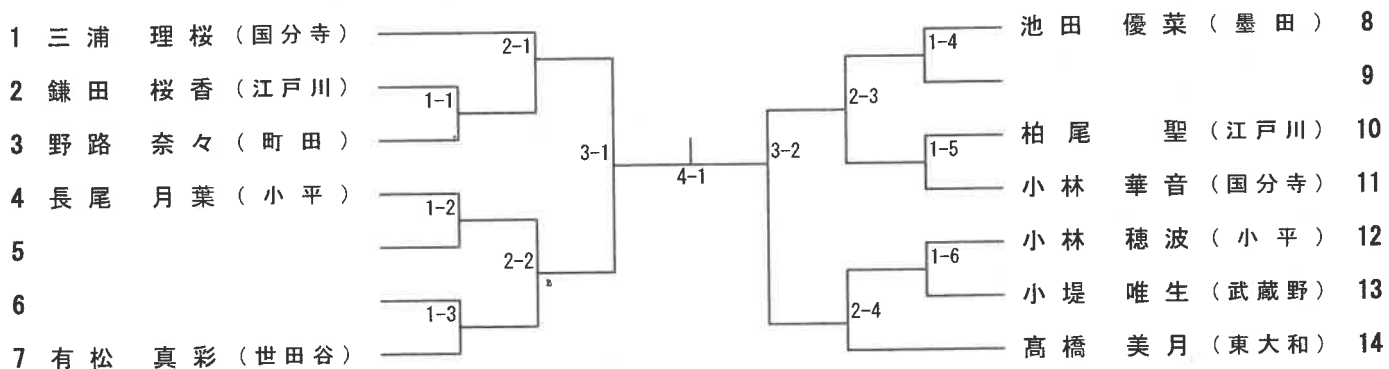 1 三浦 理桜 (国分寺)
2 鎌田 桜香 (江戸川)
3 野路 奈々 (町田)
4 長尾 月葉 (小平)
5
6
7 有松 真彩 (世田谷)
2-1
1-1
3-1
1-2
2-2
1-3
4-1
3-2
1-4
2-3
1-5
1-6
2-4
池田 優菜 (墨田) 8
9
柏尾 聖 (江戸川) 10
小林 華音 (国分寺) 11
小林 穂波 (小平) 12
小堤 唯生 (武蔵野) 13
髙橋 美月 (東大和) 14